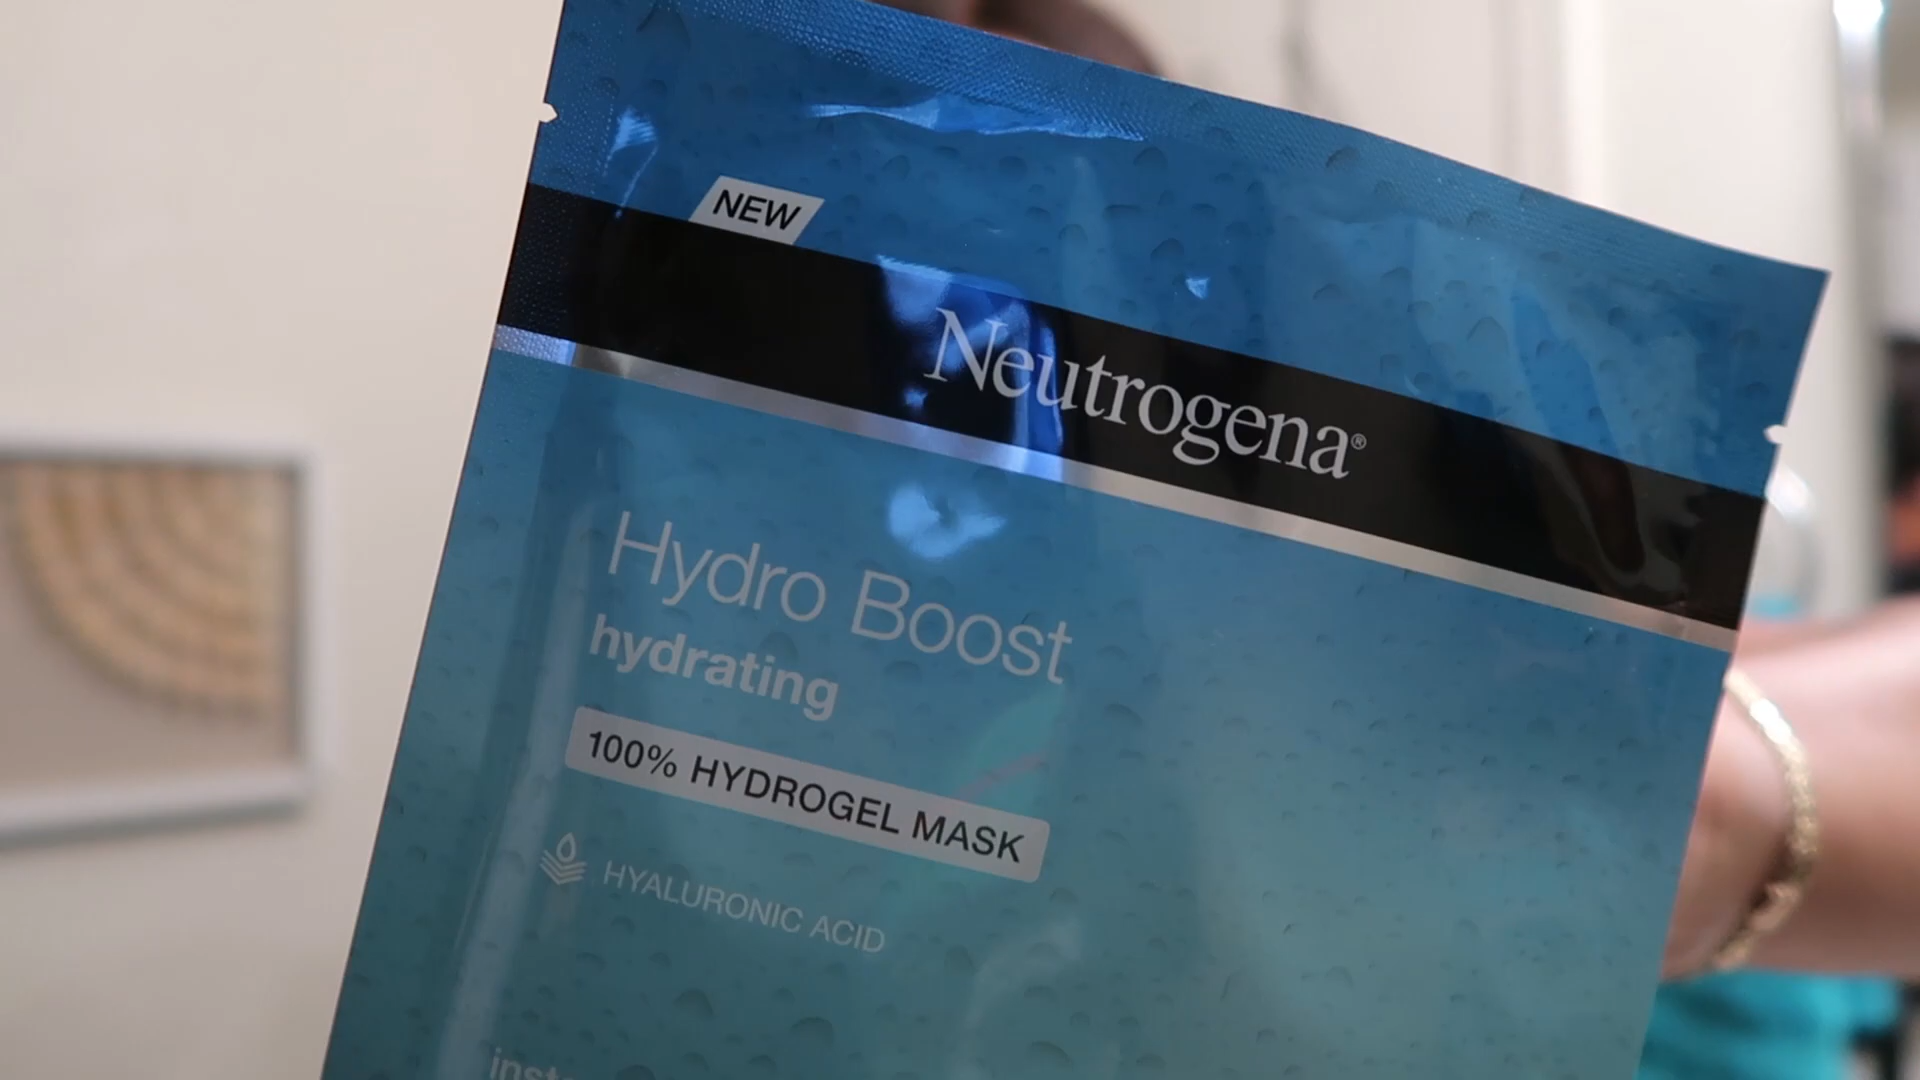 NEW
Neutrogena®
Hydro Boost
hydrating
100% HYDROGEL MASK
HYALURONIC ACID